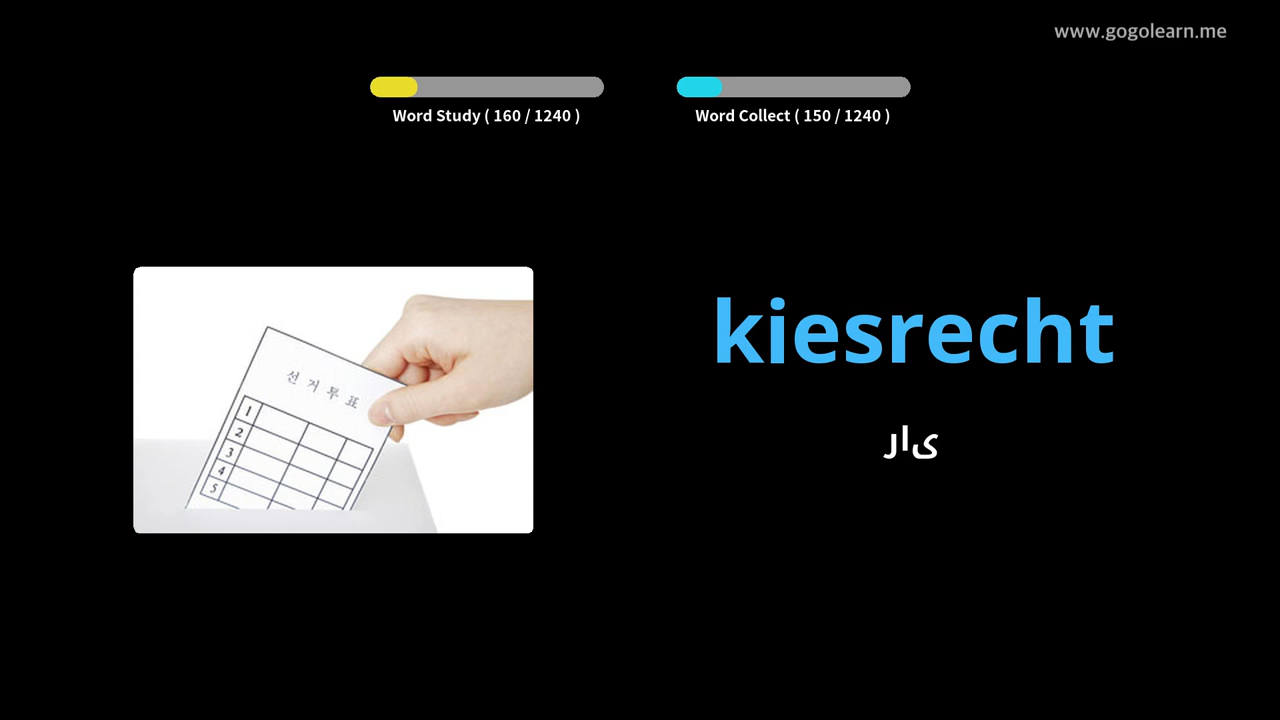 www.gogolearn.me
Word Study ( 160 / 1240 )
Word Collect ( 150 / 1240 )
선거투표
1
2
3
4
5
kiesrecht
رای